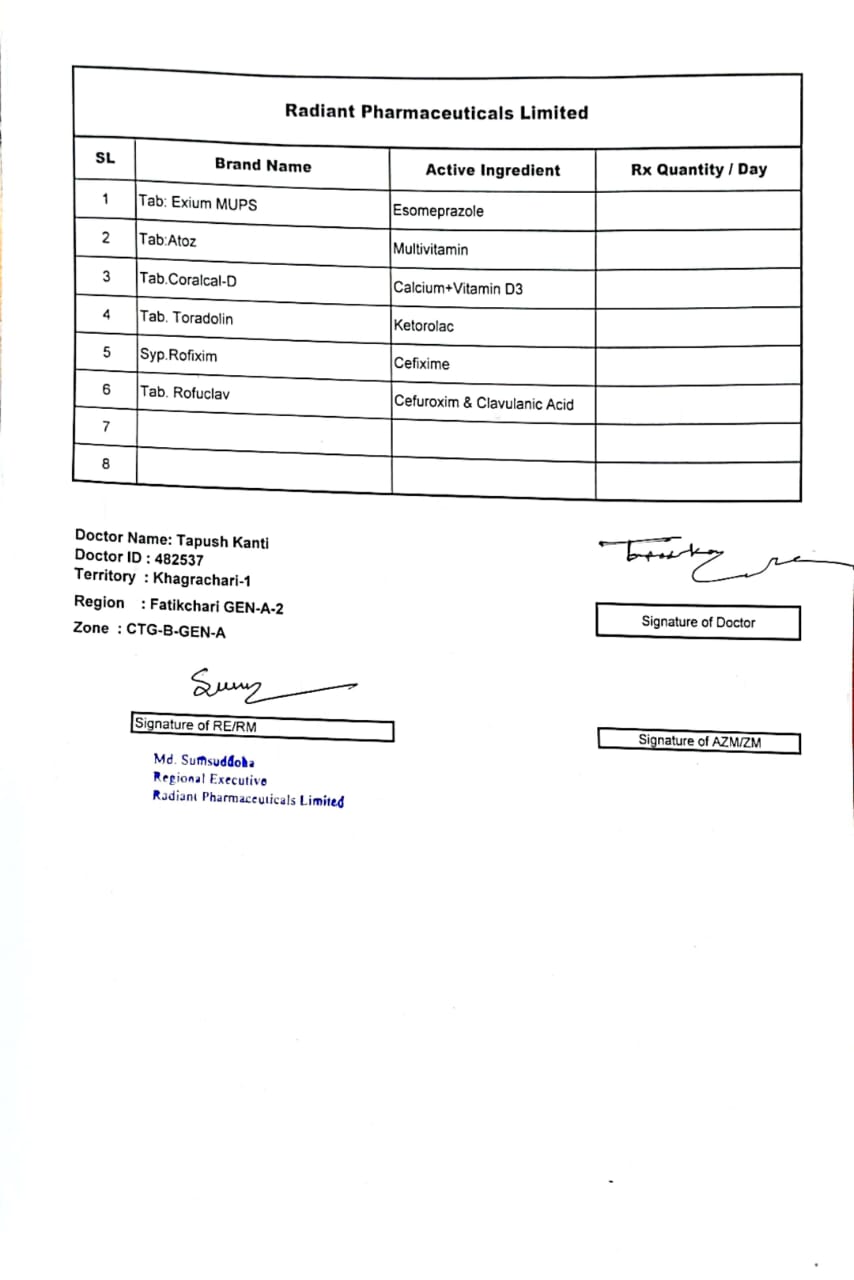 Radiant Pharmaceuticals Limited
SL Brand Name Active Ingredient Rx Quantity / Day
1 Tab: Exium MUPS Esomeprazole
2 Tab:Atoz Multivitamin
3 Tab.Coralcal-D Calcium+Vitamin D3
4 Tab. Toradolin Ketorolac
5 Syp.Rofixim Cefixime
6 Tab. Rofuclav Cefuroxim & Clavulanic Acid
7
8
Doctor Name: Tapush Kanti
Doctor ID : 482537
Territory : Khagrachari-1
Region : Fatikchari GEN-A-2
Zone : CTG-B-GEN-A
Signature of Doctor
Signature of RE/RM
Signature of AZM/ZM
Md. Sumsuddoha
Regional Executive
Radiant Pharmaceuticals Limited